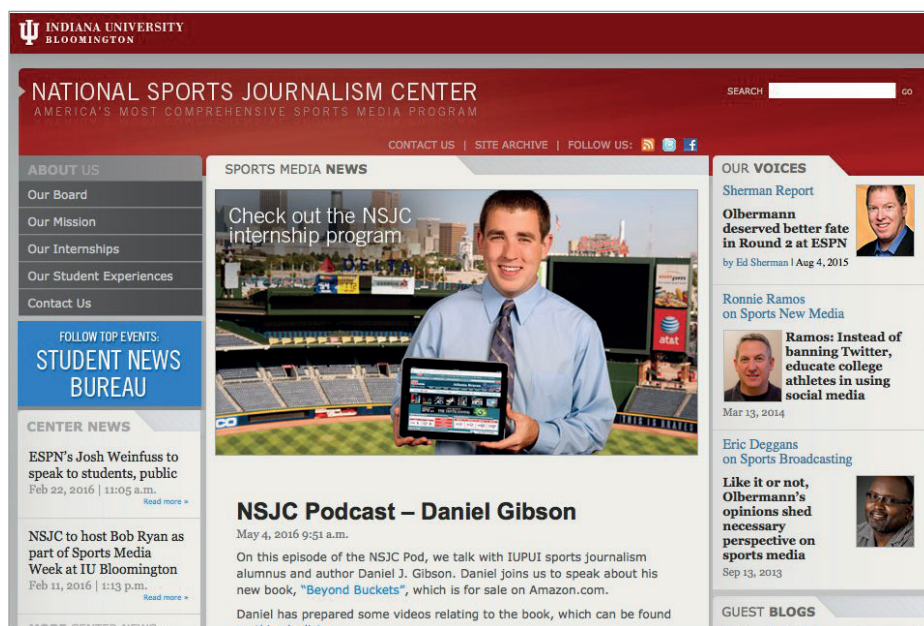 INDIANA UNIVERSITY
BLOOMINGTON
NATIONAL SPORTS JOURNALISM CENTER
AMERICA'S MOST COMPREHENSIVE SPORTS MEDIA PROGRAM
SEARCH
GO
CONTACT US | SITE ARCHIVE | FOLLOW US:
ABOUT US
Our Board
Our Mission
Our Internships
Our Student Experiences
Contact Us
FOLLOW TOP EVENTS:
STUDENT NEWS
BUREAU
CENTER NEWS
ESPN's Josh Weinfuss to
speak to students, public
Feb 22, 2016 | 11:05 a.m.
Read more »
NSJC to host Bob Ryan as
part of Sports Media
Week at IU Bloomington
Feb 11, 2016 | 1:13 p.m.
Read more »
MORE CENTER NEWS
SPORTS MEDIA NEWS
Check out the NSJC
internship program
DELTA
at&t
THIS IS BRAVES
NSJC Podcast – Daniel Gibson
May 4, 2016 9:51 a.m.
On this episode of the NSJC Pod, we talk with IUPUI sports journalism
alumnus and author Daniel J. Gibson. Daniel joins us to speak about his
new book, "Beyond Buckets", which is for sale on Amazon.com.
Daniel has prepared some videos relating to the book, which can be found
OUR VOICES
Sherman Report
Olbermann
deserved better fate
in Round 2 at ESPN
by Ed Sherman | Aug 4, 2015
Ronnie Ramos
on Sports New Media
Ramos: Instead of
banning Twitter,
educate college
athletes in using
social media
Mar 13, 2014
Eric Deggans
on Sports Broadcasting
Like it or not,
Olbermann's
opinions shed
necessary
perspective on
sports media
Sep 13, 2013
GUEST BLOGS